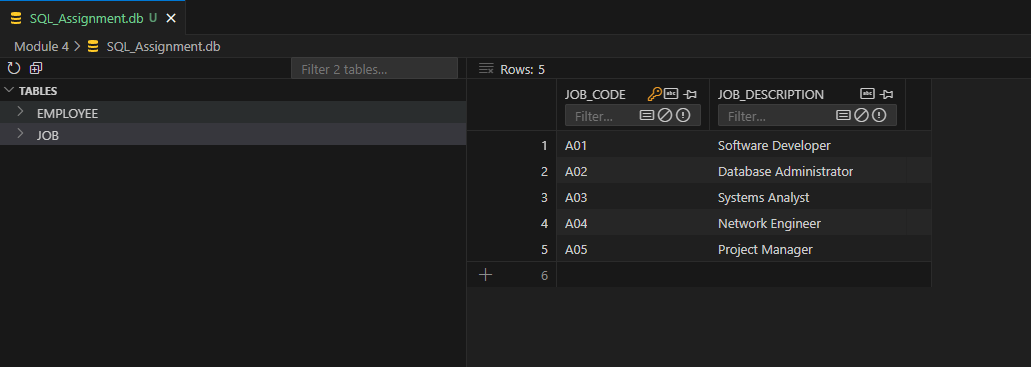 SQL_Assignment.db U
Module 4 > SQL_Assignment.db
Filter 2 tables...
TABLES
EMPLOYEE
JOB
Rows: 5
JOB_CODE abc JOB_DESCRIPTION abc
Filter... Filter...
1 A01 Software Developer
2 A02 Database Administrator
3 A03 Systems Analyst
4 A04 Network Engineer
5 A05 Project Manager
6